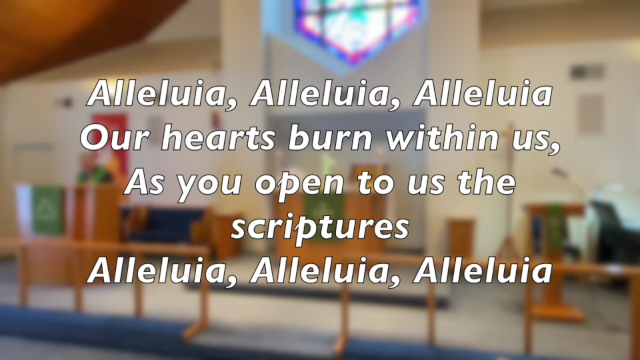 Alleluia, Alleluia, Alleluia
Our hearts burn within us,
As you open to us the
scriptures
Alleluia, Alleluia, Alleluia